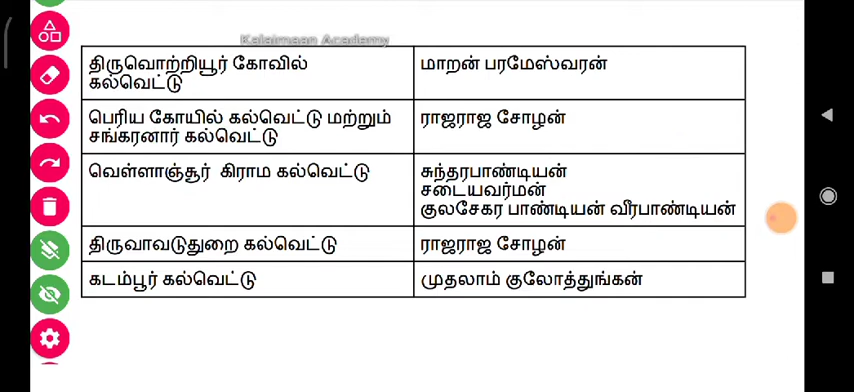 Kalaimaan Academy
திருவொற்றியூர் கோவில்
கல்வெட்டு
மாறன் பரமேஸ்வரன்
பெரிய கோயில் கல்வெட்டு மற்றும்
சங்கரனார் கல்வெட்டு
ராஜராஜ சோழன்
வெள்ளாஞ்சூர் கிராம கல்வெட்டு
சுந்தரபாண்டியன்
சடையவர்மன்
குலசேகர பாண்டியன் வீரபாண்டியன்
திருவாவடுதுறை கல்வெட்டு
ராஜராஜ சோழன்
கடம்பூர் கல்வெட்டு
முதலாம் குலோத்துங்கன்